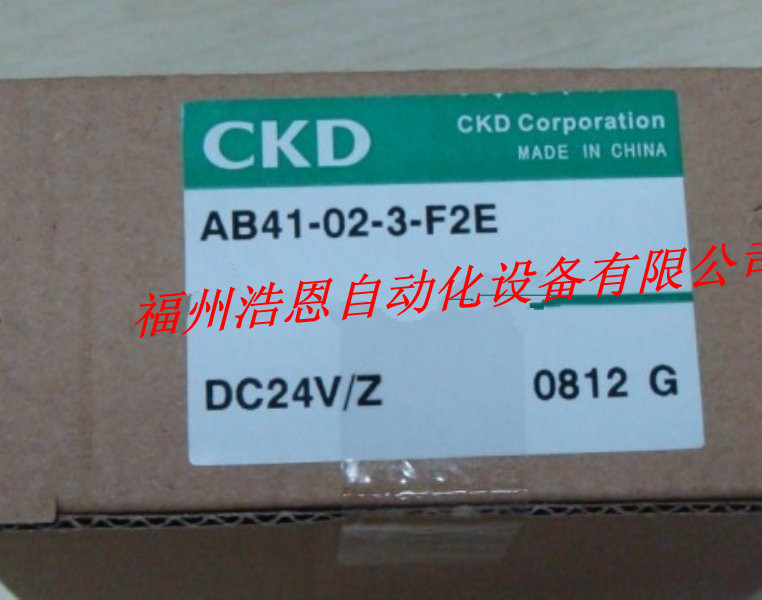 CKD
CKD Corporation
MADE IN CHINA
AB41-02-3-F2E
福州浩恩自动化设备有限公司
DC24V/Z
0812 G